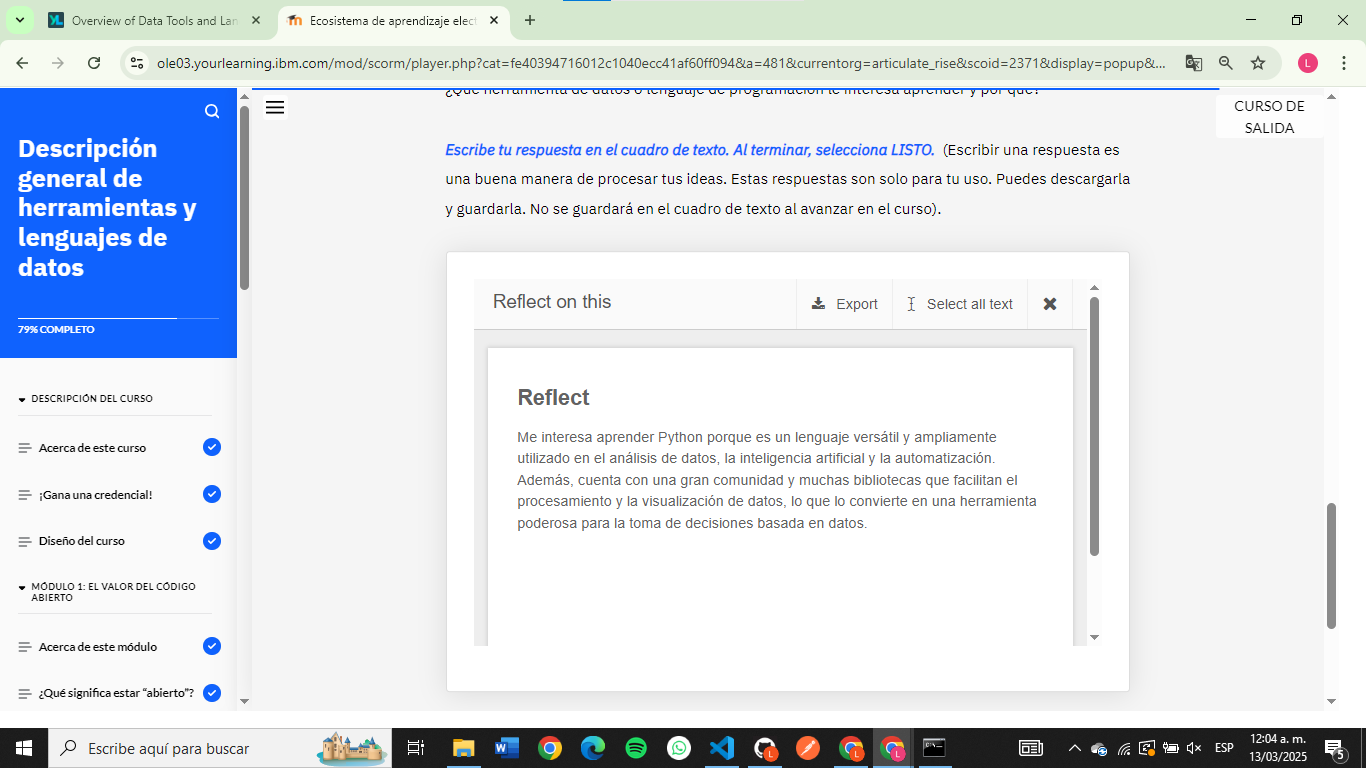 Overview of Data Tools and Lan
Ecosistema de aprendizaje elect
ole03.yourlearning.ibm.com/mod/scorm/player.php?cat=fe40394716012c1040ecc41af60ff094&a=481&currentorg=articulate_rise&scoid=2371&display=popup&...
L
Descripción
general de
herramientas y
lenguajes de
datos
79% COMPLETO
DESCRIPCIÓN DEL CURSO
Acerca de este curso
¡Gana una credencial!
Diseño del curso
MÓDULO 1: EL VALOR DEL CÓDIGO
ABIERTO
Acerca de este módulo
¿Qué significa estar “abierto”?
CURSO DE
SALIDA
¿Qué herramienta de datos o lenguaje de programación le interesa aprender y por qué?
Escribe tu respuesta en el cuadro de texto. Al terminar, selecciona LISTO. (Escribir una respuesta es
una buena manera de procesar tus ideas. Estas respuestas son solo para tu uso. Puedes descargarla
y guardarla. No se guardará en el cuadro de texto al avanzar en el curso).
Reflect on this
Export
Select all text
Reflect
Me interesa aprender Python porque es un lenguaje versátil y ampliamente
utilizado en el análisis de datos, la inteligencia artificial y la automatización.
Además, cuenta con una gran comunidad y muchas bibliotecas que facilitan el
procesamiento y la visualización de datos, lo que lo convierte en una herramienta
poderosa para la toma de decisiones basada en datos.
Escribe aquí para buscar
ESP
12:04 a. m.
13/03/2025
5